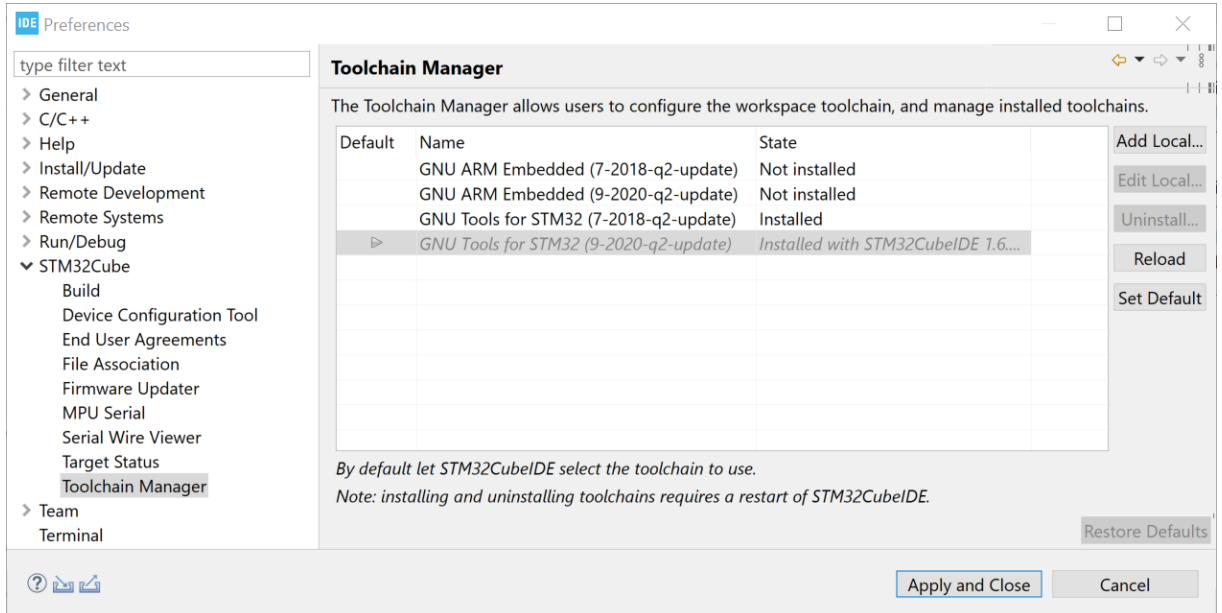 IDE Preferences
type filter text
Toolchain Manager
General
The Toolchain Manager allows users to configure the workspace toolchain, and manage installed toolchains.
C/C++
Help
Install/Update
Remote Development
Remote Systems
Run/Debug
STM32Cube
Build
Device Configuration Tool
End User Agreements
File Association
Firmware Updater
MPU Serial
Serial Wire Viewer
Target Status
Toolchain Manager
Team
Terminal
Default Name State
GNU ARM Embedded (7-2018-q2-update) Not installed
GNU ARM Embedded (9-2020-q2-update) Not installed
GNU Tools for STM32 (7-2018-q2-update) Installed
GNU Tools for STM32 (9-2020-q2-update) Installed with STM32CubeIDE 1.6....
Add Local...
Edit Local...
Uninstall...
Reload
Set Default
By default let STM32CubeIDE select the toolchain to use.
Note: installing and uninstalling toolchains requires a restart of STM32CubeIDE.
Restore Defaults
Apply and Close Cancel